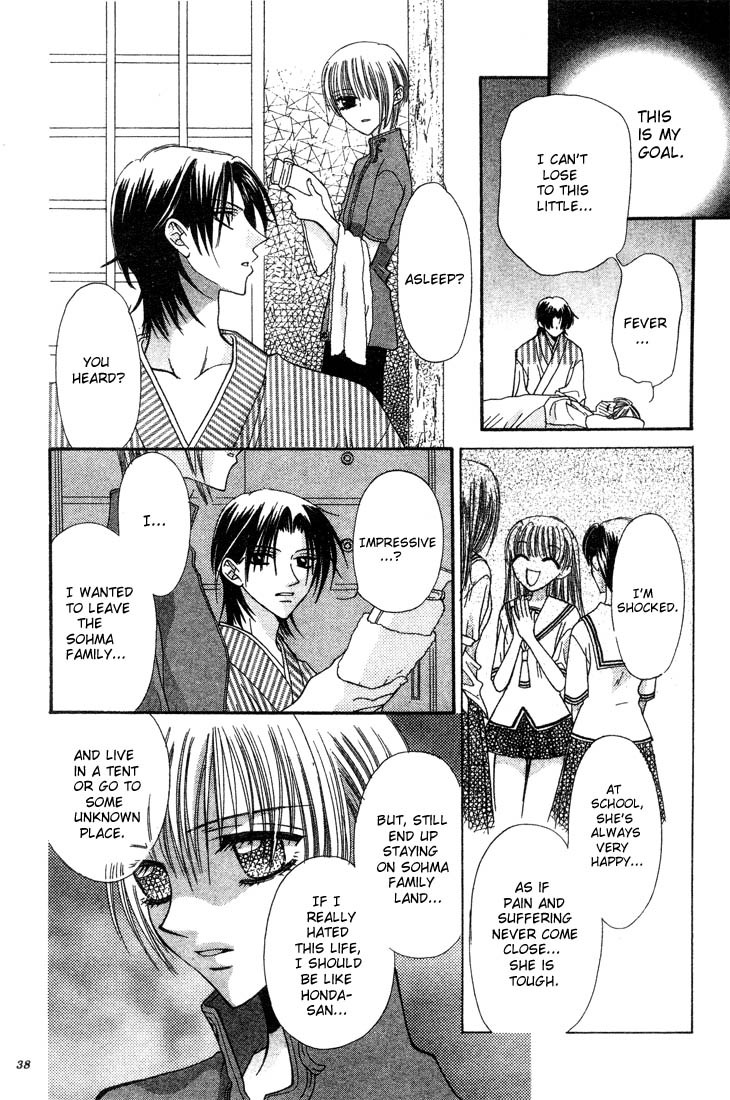 THIS
IS MY
GOAL.
I CAN'T
LOSE
TO THIS
LITTLE...
FEVER
...
ASLEEP?
YOU
HEARD?
I'M
SHOCKED.
AT
SCHOOL,
SHE'S
ALWAYS
VERY
HAPPY...
AS IF
PAIN AND
SUFFERING
NEVER COME
CLOSE...
SHE IS
TOUGH.
IMPRESSIVE
...?
I...
I WANTED
TO LEAVE
THE
SOHMA
FAMILY...
AND LIVE
IN A TENT
OR GO TO
SOME
UNKNOWN
PLACE.
BUT, STILL
END UP
STAYING
ON SOHMA
FAMILY
LAND...
IF I
REALLY
HATED
THIS LIFE,
I SHOULD
BE LIKE
HONDA-
SAN...
38